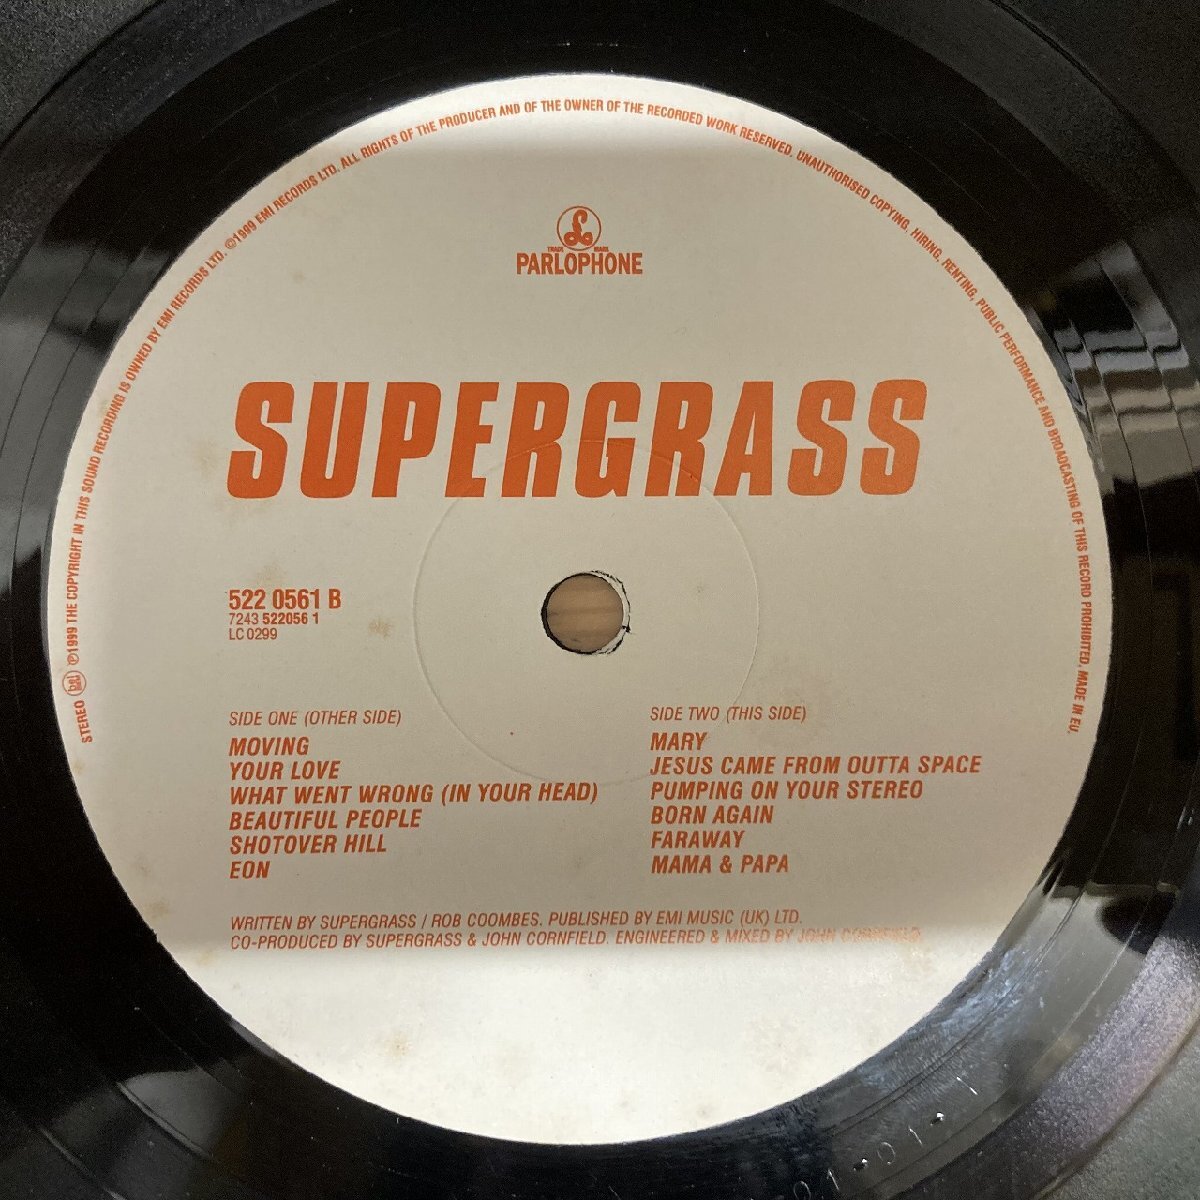 STEREO biem ℗1999 THE COPYRIGHT IN THIS SOUND RECORDING IS OWNED BY EMI RECORDS LTD. ©1999 EMI RECORDS LTD. ALL RIGHTS OF THE PRODUCER AND OF THE OWNER OF THE RECORDED WORK RESERVED. UNAUTHORISED COPYING, HIRING, RENTING, PUBLIC PERFORMANCE AND BROADCASTING OF THIS RECORD PROHIBITED. MADE IN EU.
TRADE MARK
PARLOPHONE
SUPERGRASS
522 0561 B
7243 522056 1
LC 0299
SIDE ONE (OTHER SIDE)
MOVING
YOUR LOVE
WHAT WENT WRONG (IN YOUR HEAD)
BEAUTIFUL PEOPLE
SHOTOVER HILL
EON
SIDE TWO (THIS SIDE)
MARY
JESUS CAME FROM OUTTA SPACE
PUMPING ON YOUR STEREO
BORN AGAIN
FARAWAY
MAMA & PAPA
WRITTEN BY SUPERGRASS / ROB COOMBES. PUBLISHED BY EMI MUSIC (UK) LTD.
CO-PRODUCED BY SUPERGRASS & JOHN CORNFIELD. ENGINEERED & MIXED BY JOHN CORNFIELD.